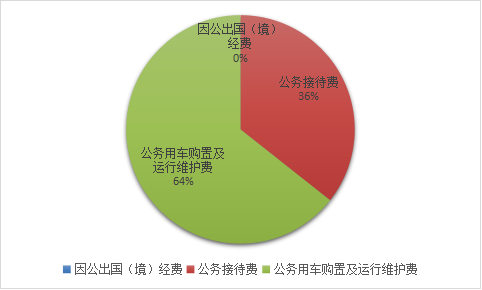 因公出国（境）
经费
0%
公务接待费
36%
公务用车购置及
运行维护费
64%
因公出国（境）经费 公务接待费 公务用车购置及运行维护费